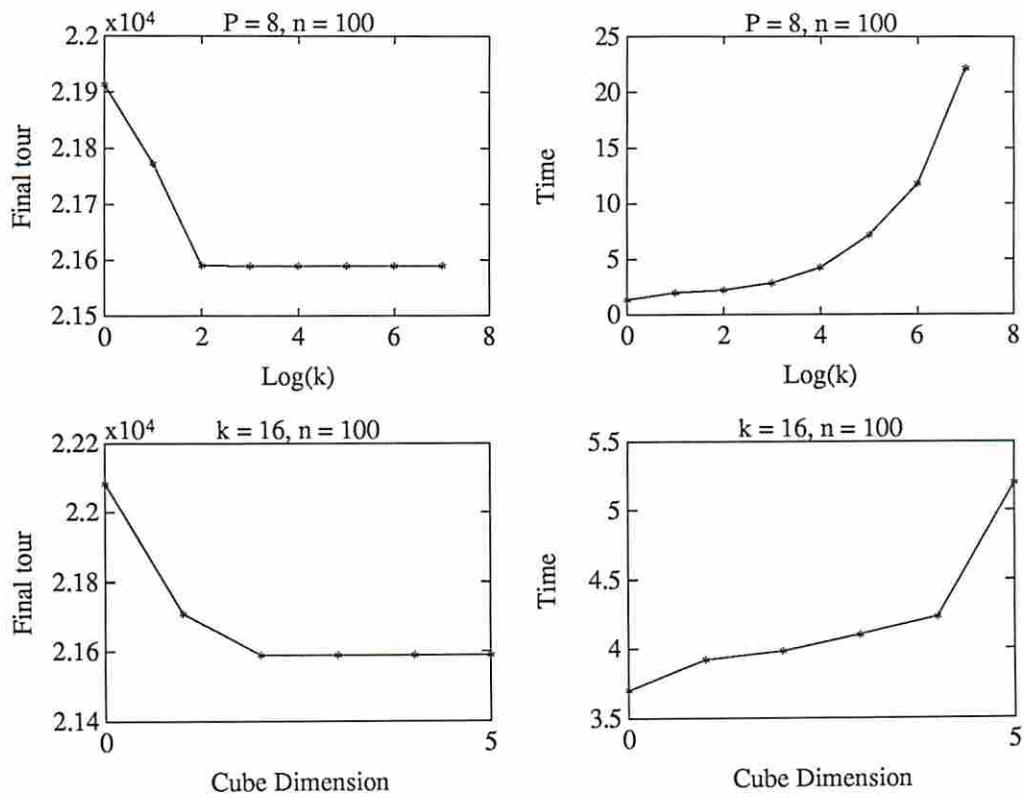 x10⁴ P = 8, n = 100
2.2
2.19
2.18
2.17
2.16
2.15
Final tour
0 2 4 6 8
Log(k)
P = 8, n = 100
25
20
15
10
5
0
Time
0 2 4 6 8
Log(k)
x10⁴ k = 16, n = 100
2.22
2.2
2.18
2.16
2.14
Final tour
0 5
Cube Dimension
k = 16, n = 100
5.5
5
4.5
4
3.5
Time
0 5
Cube Dimension